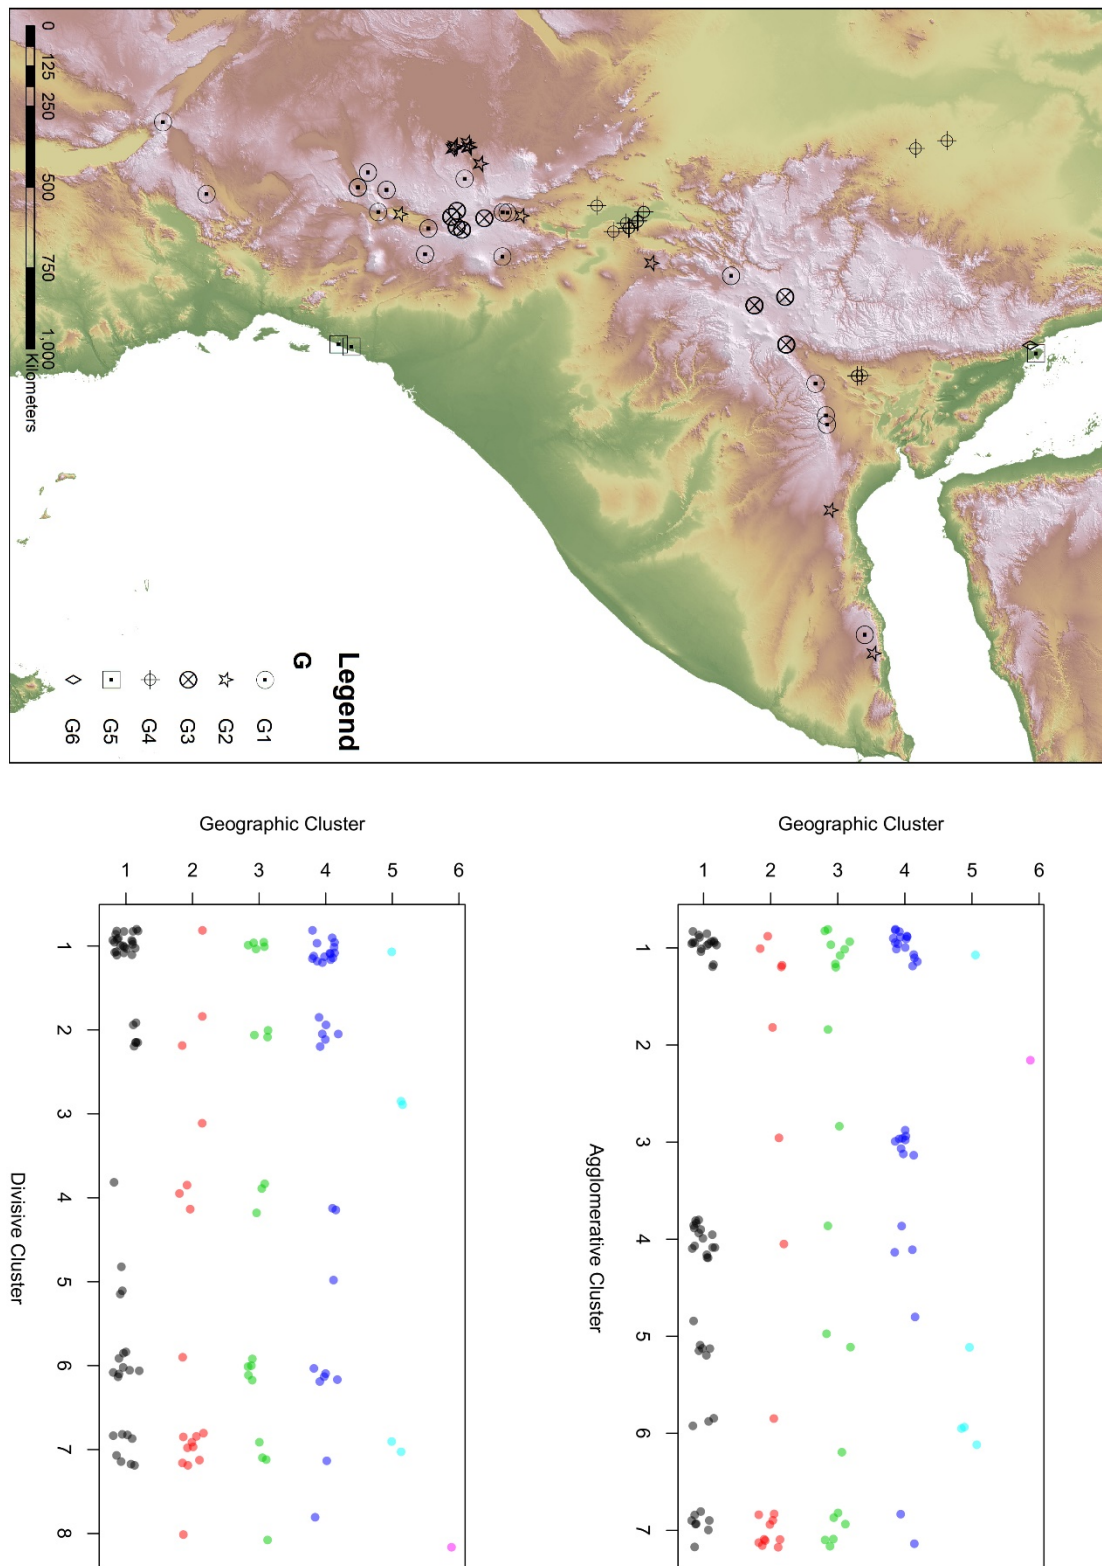 0 125 250 500 750 1,000
Kilometers
Legend
G
G1
G2
G3
G4
G5
G6
Geographic Cluster
1 2 3 4 5 6
1 2 3 4 5 6 7 8
Divisive Cluster
Geographic Cluster
1 2 3 4 5 6
1 2 3 4 5 6 7
Agglomerative Cluster